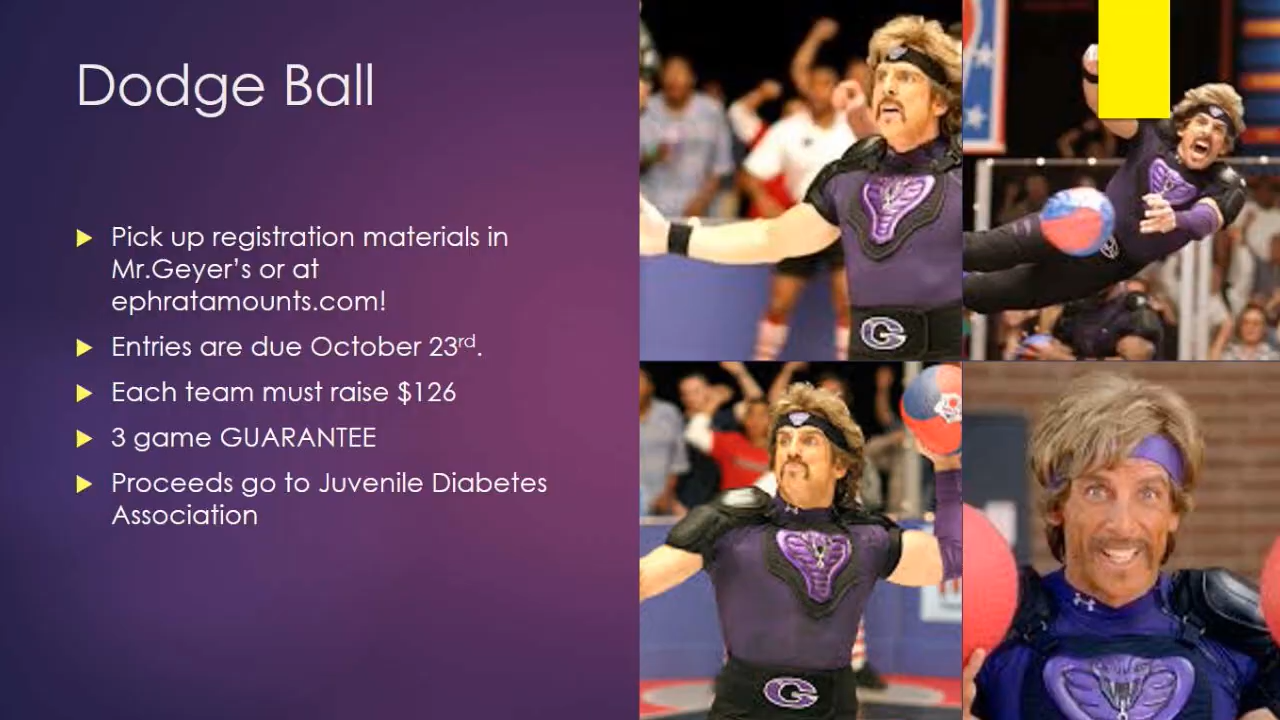 Dodge Ball
Pick up registration materials in
Mr.Geyer's or at
ephratamounts.com!
Entries are due October 23rd.
Each team must raise $126
3 game GUARANTEE
Proceeds go to Juvenile Diabetes
Association
G
G